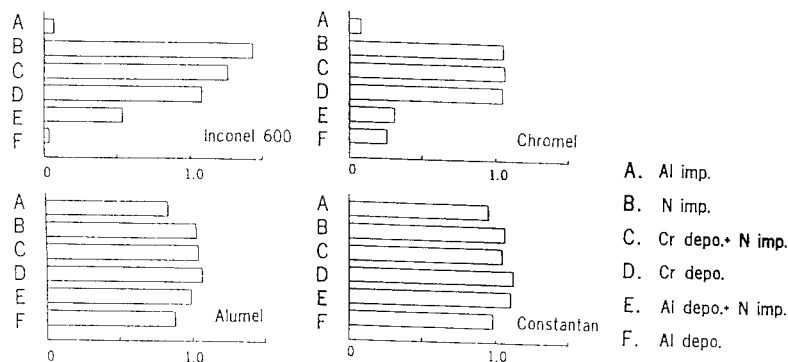 A
B
C
D
E
F
Inconel 600
0
1.0
A
B
C
D
E
F
Chromel
0
1.0
A
B
C
D
E
F
Alumel
0
1.0
A
B
C
D
E
F
Constantan
0
1.0
A. Al imp.
B. N imp.
C. Cr depo.+ N imp.
D. Cr depo.
E. Al depo.+ N imp.
F. Al depo.